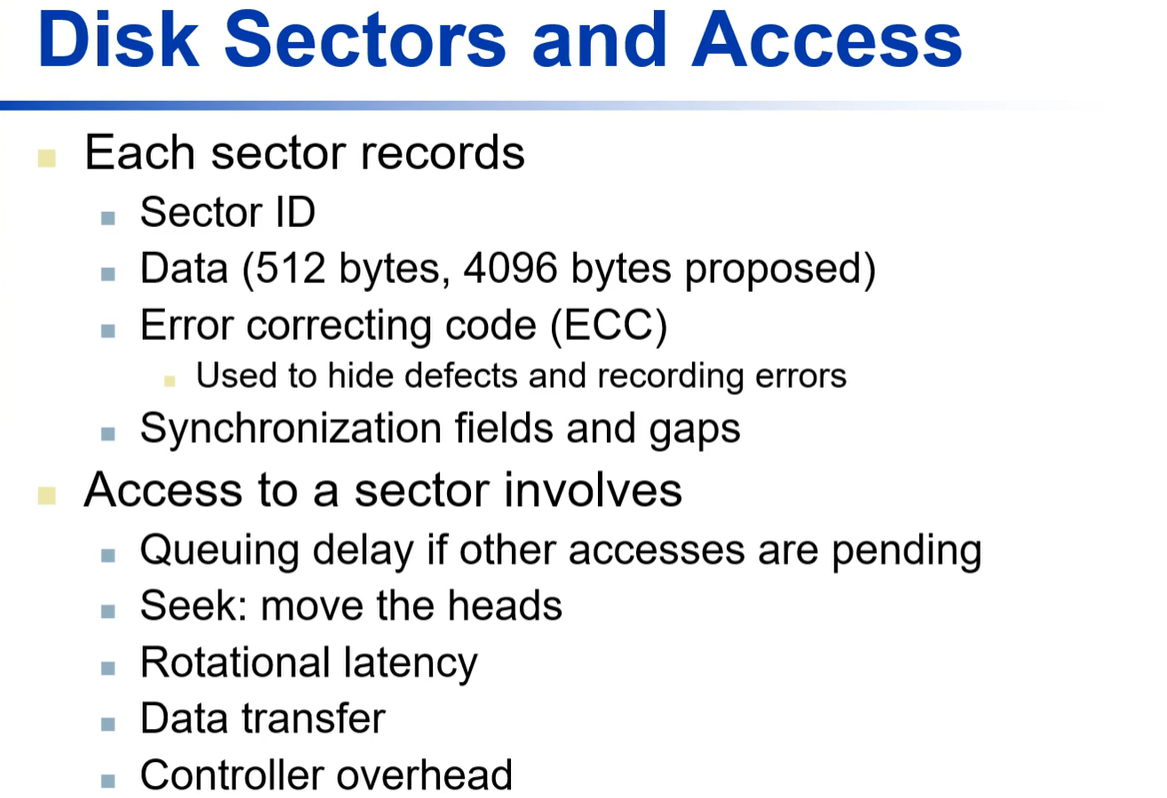 Disk Sectors and Access
Each sector records
Sector ID
Data (512 bytes, 4096 bytes proposed)
Error correcting code (ECC)
Used to hide defects and recording errors
Synchronization fields and gaps
Access to a sector involves
Queuing delay if other accesses are pending
Seek: move the heads
Rotational latency
Data transfer
Controller overhead